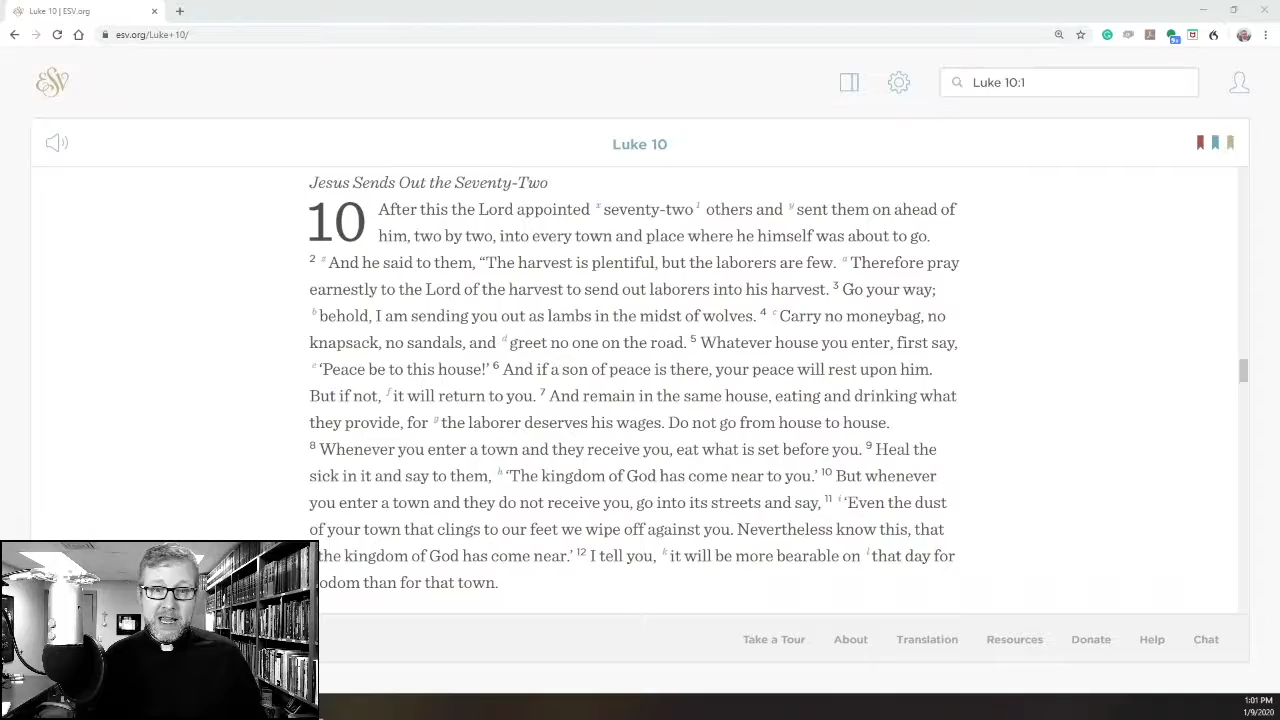 Luke 10 | ESV.org
esv.org/Luke+10/
ESV
Luke 10:1
Luke 10
Jesus Sends Out the Seventy-Two
10 After this the Lord appointed x seventy-two 1 others and y sent them on ahead of
him, two by two, into every town and place where he himself was about to go.
2 z And he said to them, “The harvest is plentiful, but the laborers are few. a Therefore pray
earnestly to the Lord of the harvest to send out laborers into his harvest. 3 Go your way;
b behold, I am sending you out as lambs in the midst of wolves. 4 c Carry no moneybag, no
knapsack, no sandals, and d greet no one on the road. 5 Whatever house you enter, first say,
e ‘Peace be to this house!’ 6 And if a son of peace is there, your peace will rest upon him.
But if not, f it will return to you. 7 And remain in the same house, eating and drinking what
they provide, for g the laborer deserves his wages. Do not go from house to house.
8 Whenever you enter a town and they receive you, eat what is set before you. 9 Heal the
sick in it and say to them, h ‘The kingdom of God has come near to you.’ 10 But whenever
you enter a town and they do not receive you, go into its streets and say, 11 i ‘Even the dust
of your town that clings to our feet we wipe off against you. Nevertheless know this, that
the kingdom of God has come near.’ 12 I tell you, k it will be more bearable on l that day for
odom than for that town.
Take a Tour About Translation Resources Donate Help Chat
1:01 PM
1/9/2020